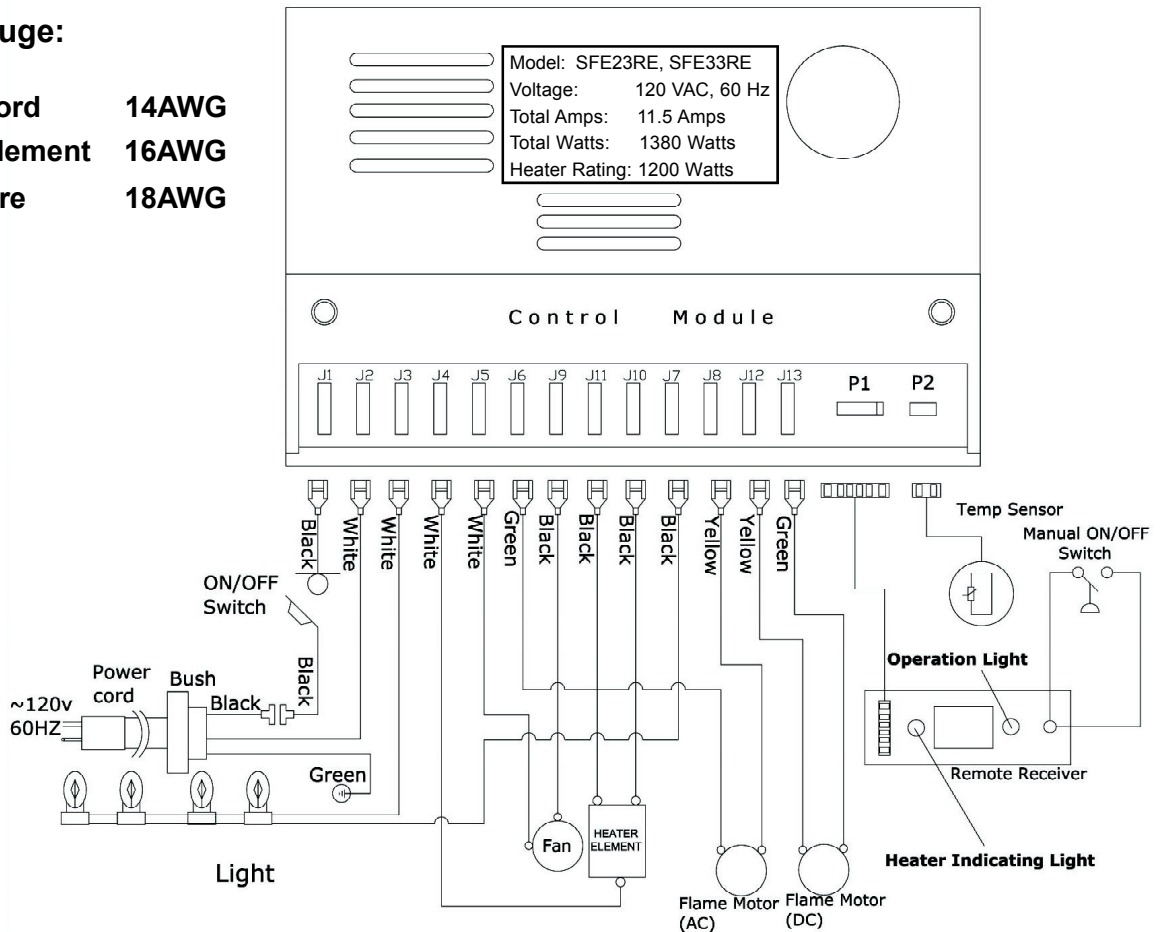 uge:
ord 14AWG
lement 16AWG
re 18AWG
Model: SFE23RE, SFE33RE
Voltage: 120 VAC, 60 Hz
Total Amps: 11.5 Amps
Total Watts: 1380 Watts
Heater Rating: 1200 Watts
Control Module
J1 J2 J3 J4 J5 J6 J9 J11 J10 J7 J8 J12 J13 P1 P2
Black
White
White
White
White
Green
Black
Black
Black
Black
Yellow
Yellow
Green
Temp Sensor
Manual ON/OFF
Switch
ON/OFF
Switch
Black
Power
cord
Bush
Black
~120v
60HZ
Green
Operation Light
Remote Receiver
Fan
HEATER
ELEMENT
Heater Indicating Light
Light
Flame Motor
(AC)
Flame Motor
(DC)